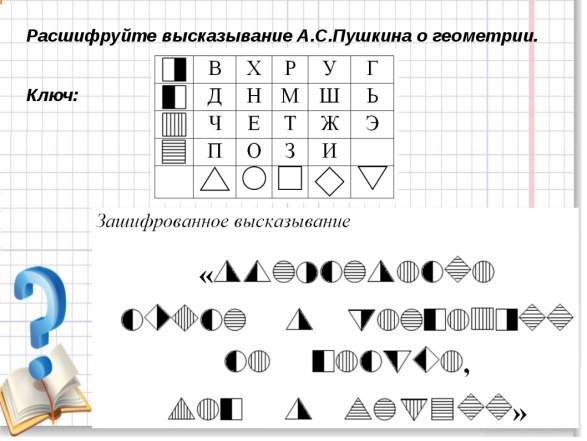 Расшифруйте высказывание А.С.Пушкина о геометрии.
Ключ:
В Х Р У Г
Д Н М Ш Ь
Ч Е Т Ж Э
П О З И
Зашифрованное высказывание
«
,
»